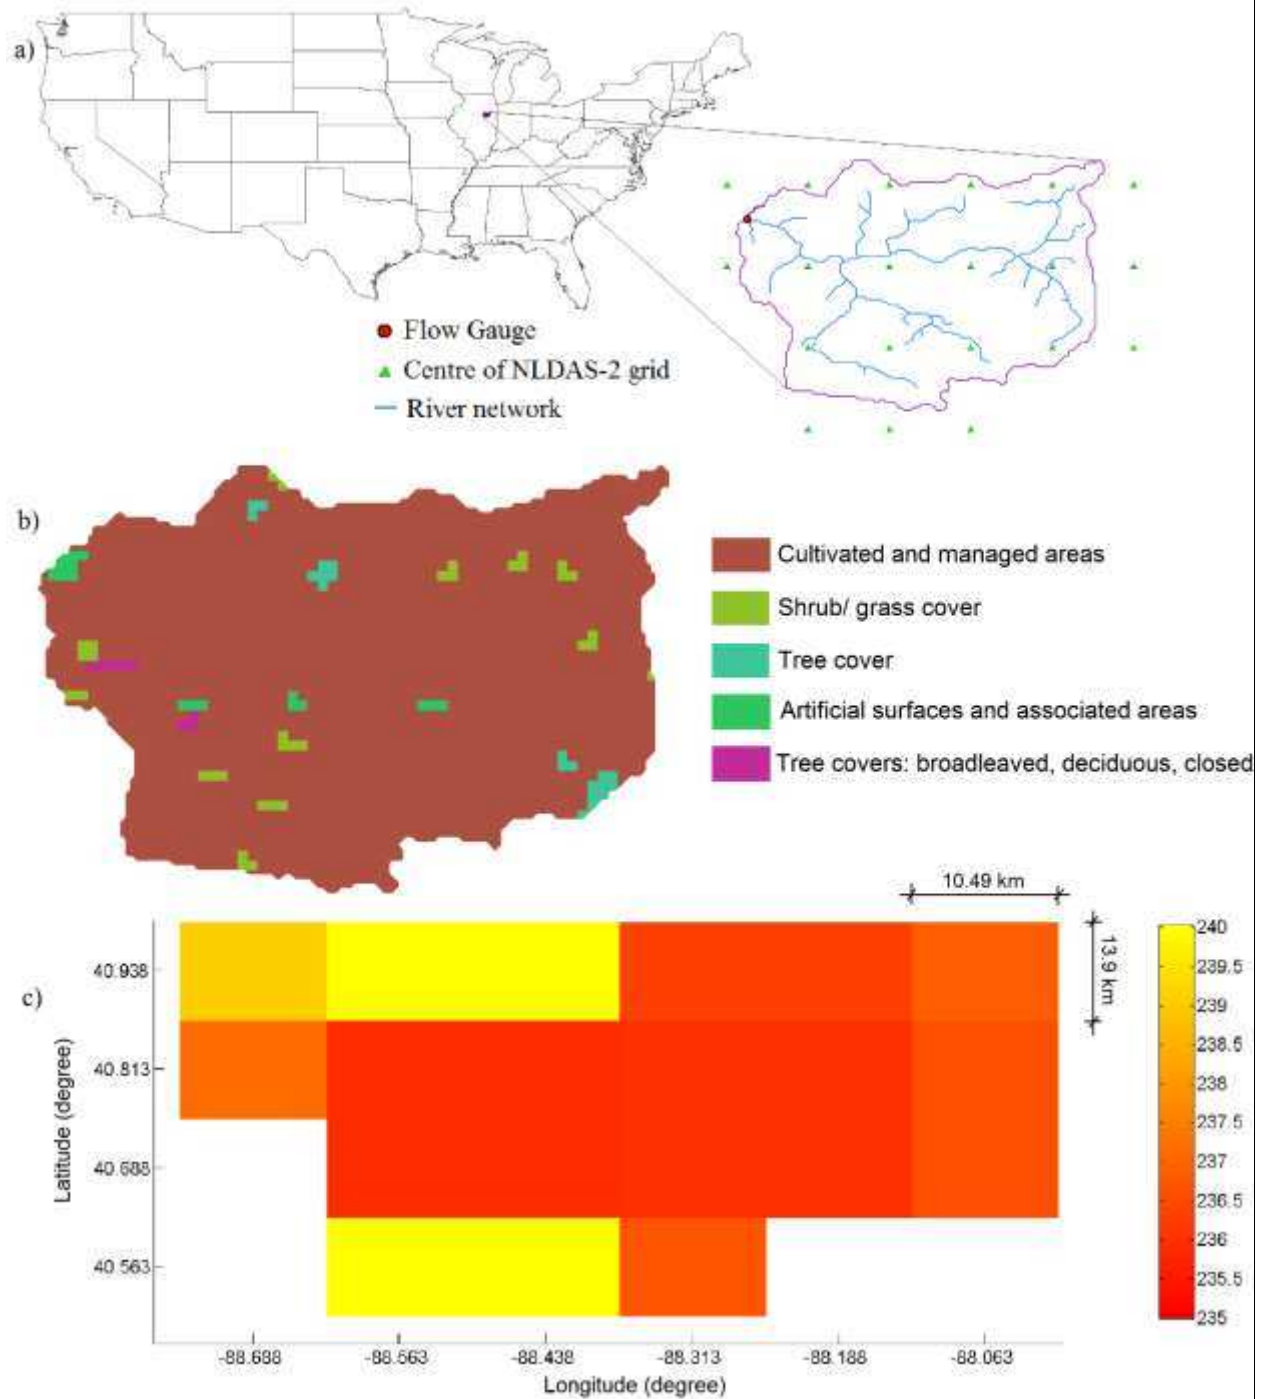 a)
Flow Gauge
Centre of NLDAS-2 grid
River network
b)
Cultivated and managed areas
Shrub/ grass cover
Tree cover
Artificial surfaces and associated areas
Tree covers: broadleaved, deciduous, closed
10.49 km
13.9 km
c)
Latitude (degree)
40.938
40.813
40.688
40.563
-88.688
-88.563
-88.438
-88.313
-88.188
-88.063
Longitude (degree)
240
239.5
239
238.5
238
237.5
237
236.5
236
235.5
235